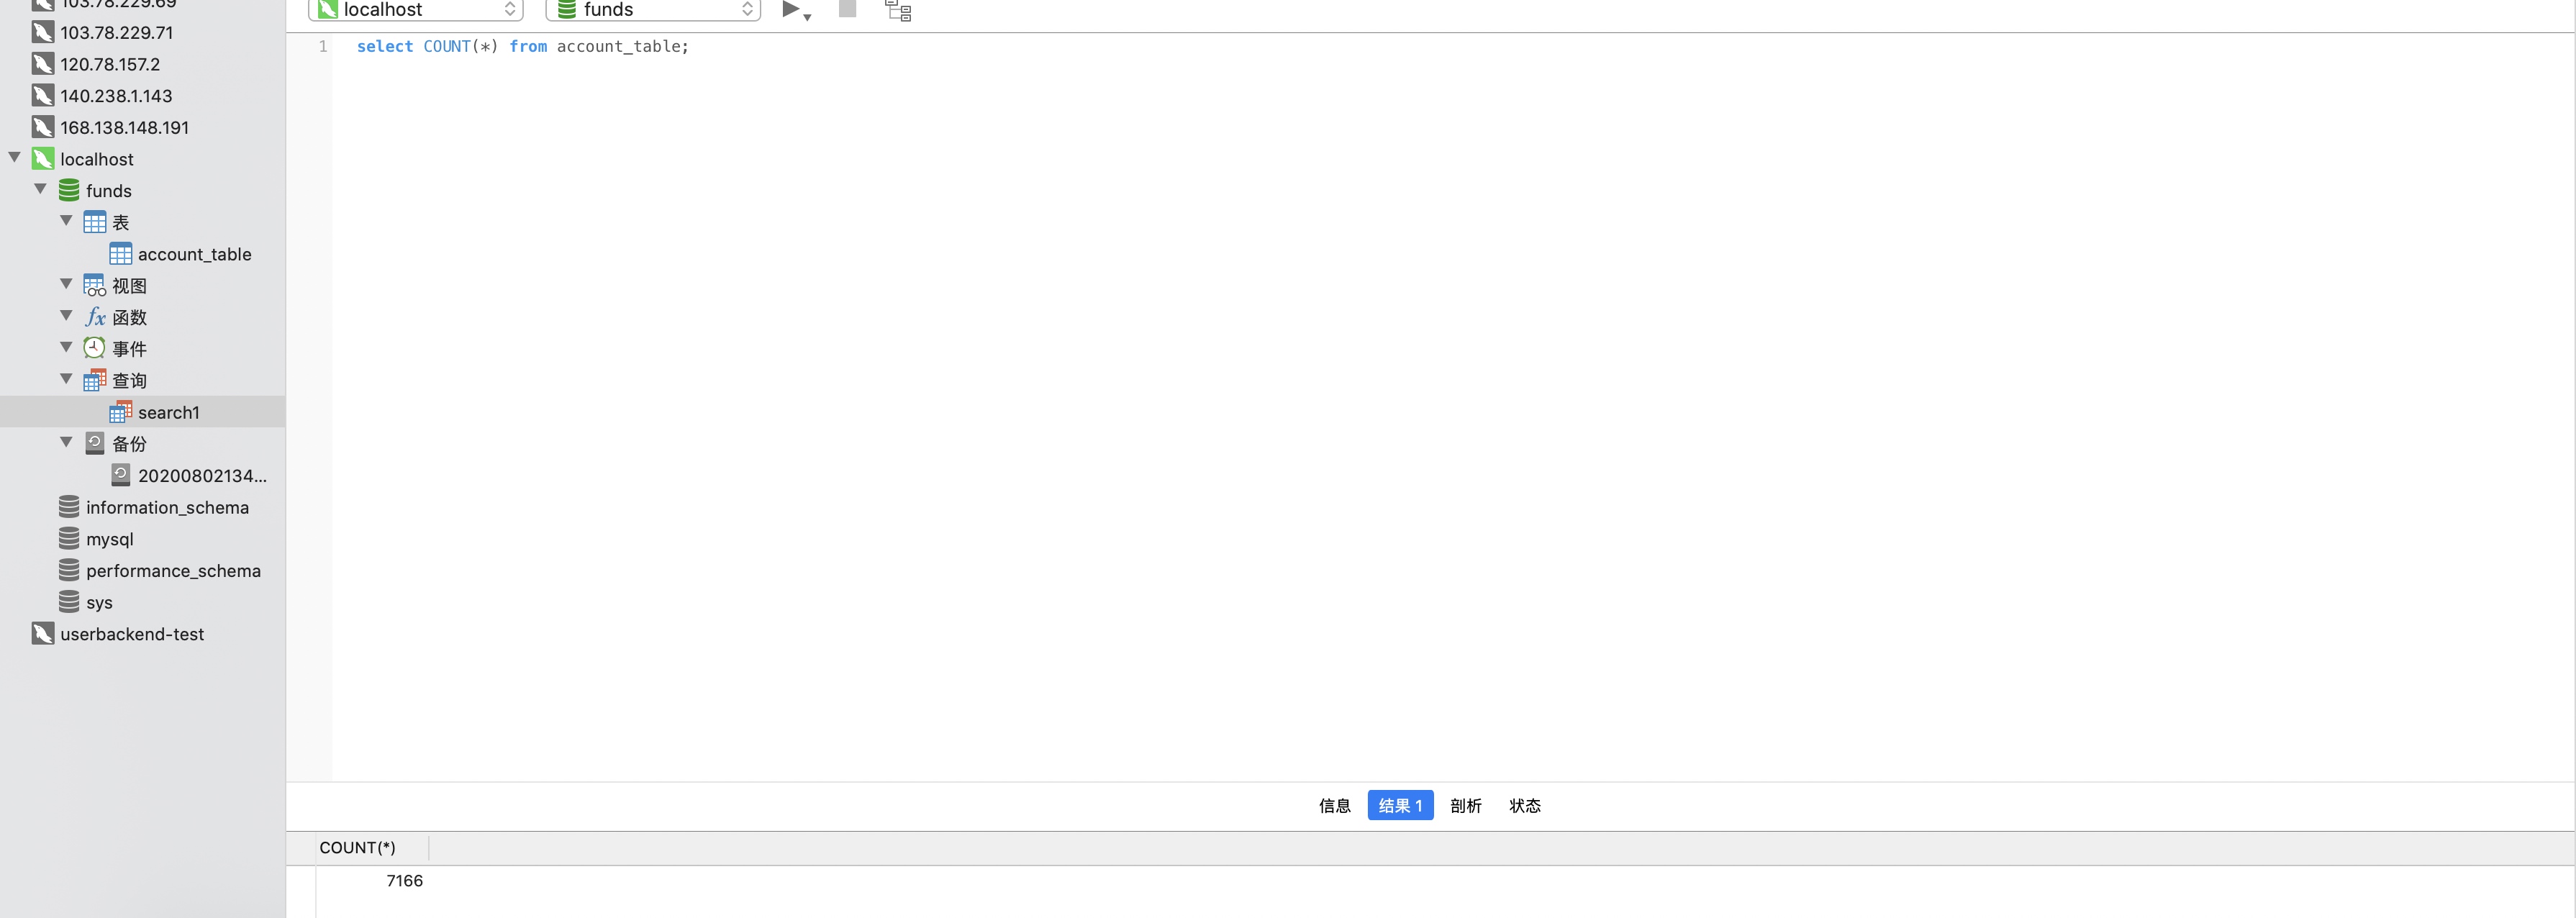 103.78.229.69
103.78.229.71
120.78.157.2
140.238.1.143
168.138.148.191
localhost
funds
表
account_table
视图
fx 函数
事件
查询
search1
备份
20200802134...
information_schema
mysql
performance_schema
sys
userbackend-test
localhost
funds
1 select COUNT(*) from account_table;
信息 结果 1 剖析 状态
COUNT(*)
7166